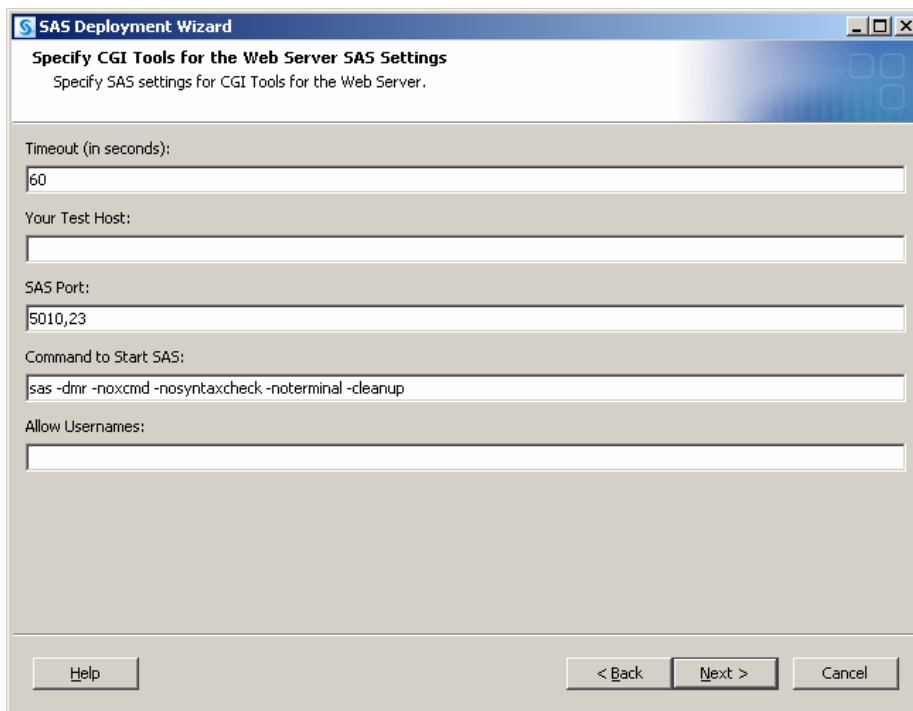 SAS Deployment Wizard
Specify CGI Tools for the Web Server SAS Settings
Specify SAS settings for CGI Tools for the Web Server.
Timeout (in seconds):
60
Your Test Host:
SAS Port:
5010,23
Command to Start SAS:
sas -dmr -noxcmd -nosyntaxcheck -noterminal -cleanup
Allow Usernames:
Help < Back Next > Cancel